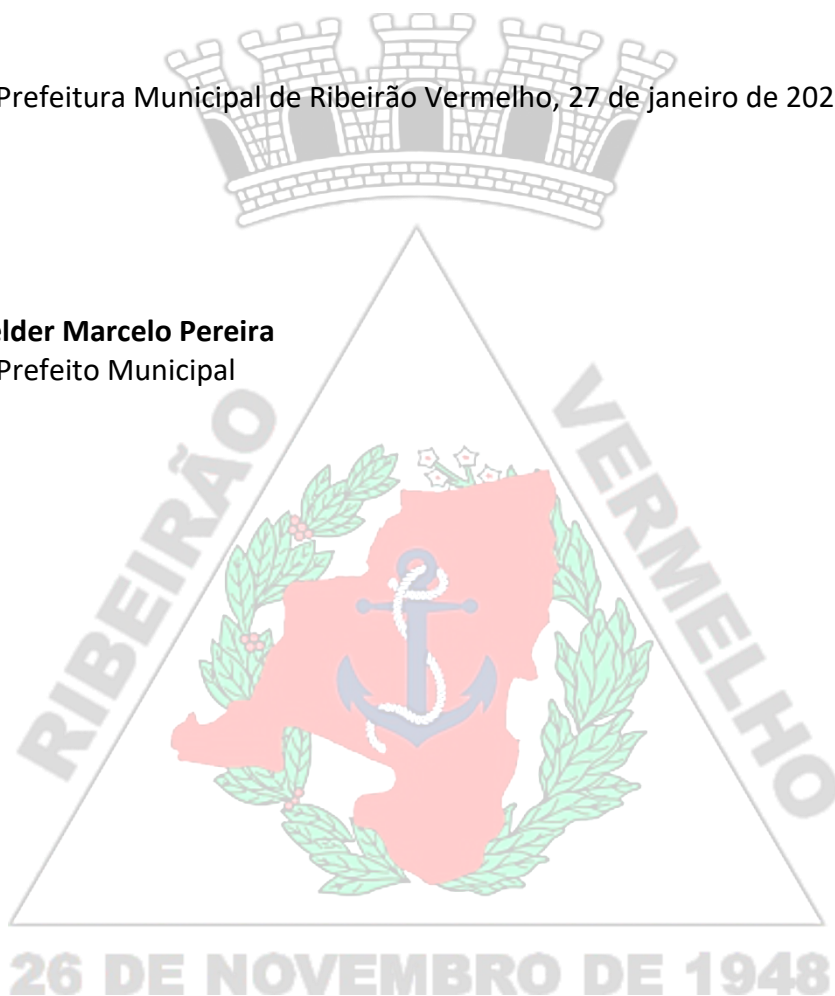 Prefeitura Municipal de Ribeirão Vermelho, 27 de janeiro de 202
elder Marcelo Pereira
Prefeito Municipal
RIBEIRÃO
VERMELHO
26 DE NOVEMBRO DE 1948